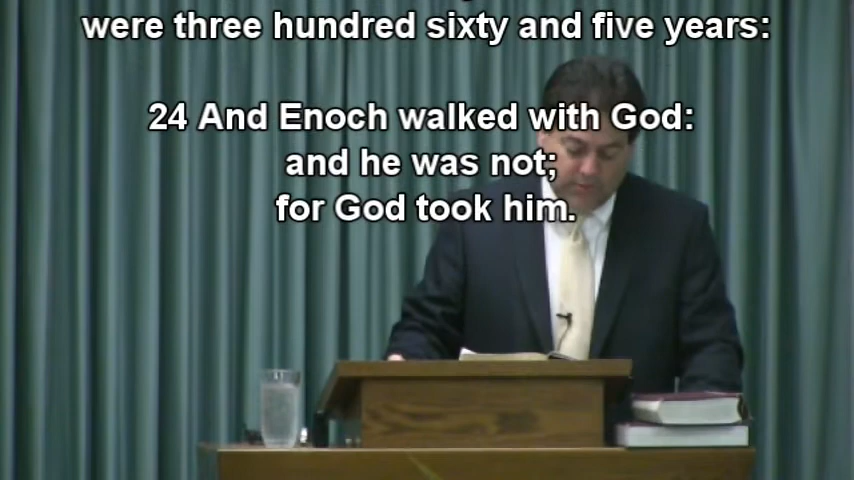 were three hundred sixty and five years:
24 And Enoch walked with God:
and he was not;
for God took him.